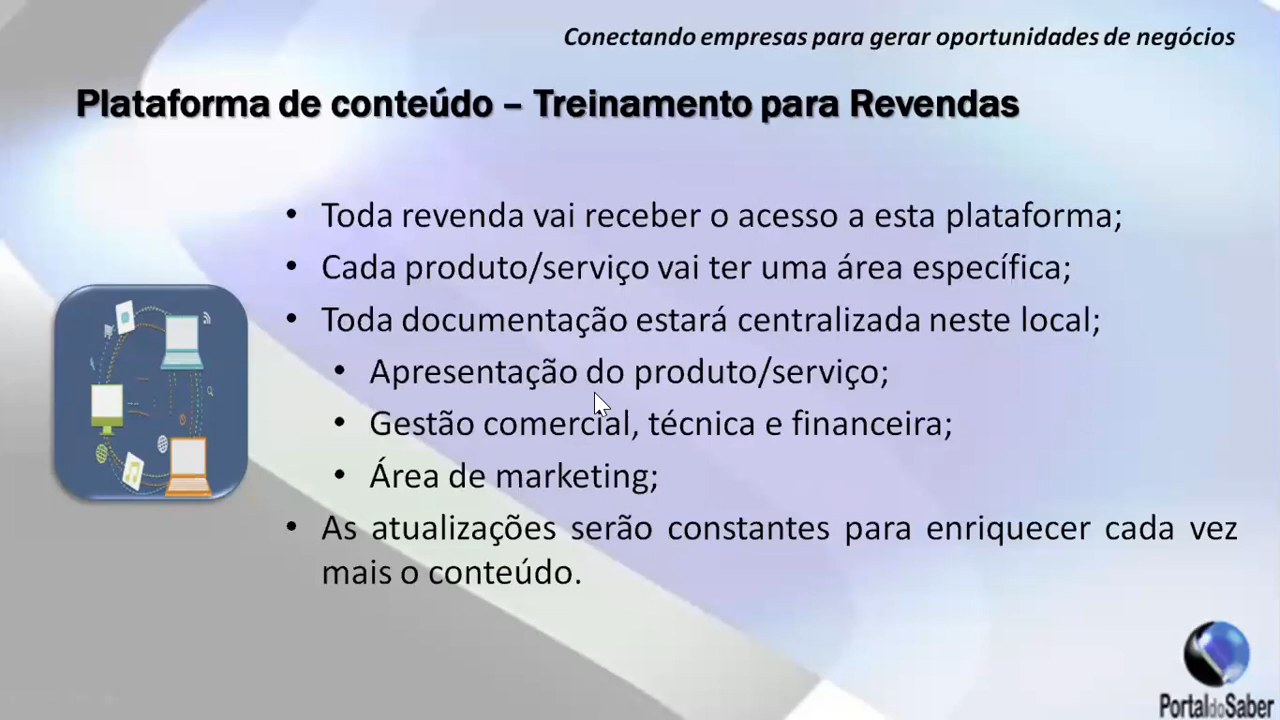 Conectando empresas para gerar oportunidades de negócios
Plataforma de conteúdo – Treinamento para Revendas
• Toda revenda vai receber o acesso a esta plataforma;
• Cada produto/serviço vai ter uma área específica;
• Toda documentação estará centralizada neste local;
• Apresentação do produto/serviço;
• Gestão comercial, técnica e financeira;
• Área de marketing;
• As atualizações serão constantes para enriquecer cada vez
mais o conteúdo.
PortaldoSaber